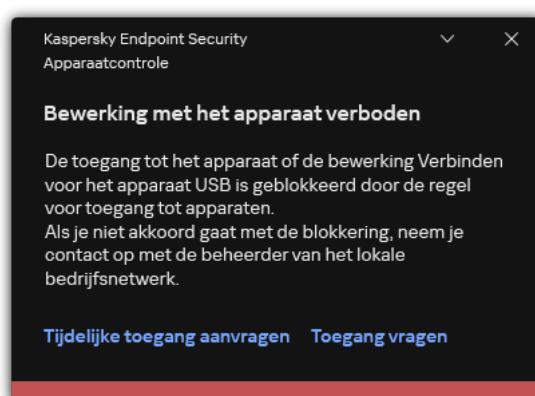 Kaspersky Endpoint Security
Apparaatcontrole
Bewerking met het apparaat verboden
De toegang tot het apparaat of de bewerking Verbinden
voor het apparaat USB is geblokkeerd door de regel
voor toegang tot apparaten.
Als je niet akkoord gaat met de blokkering, neem je
contact op met de beheerder van het lokale
bedrijfsnetwerk.
Tijdelijke toegang aanvragen Toegang vragen